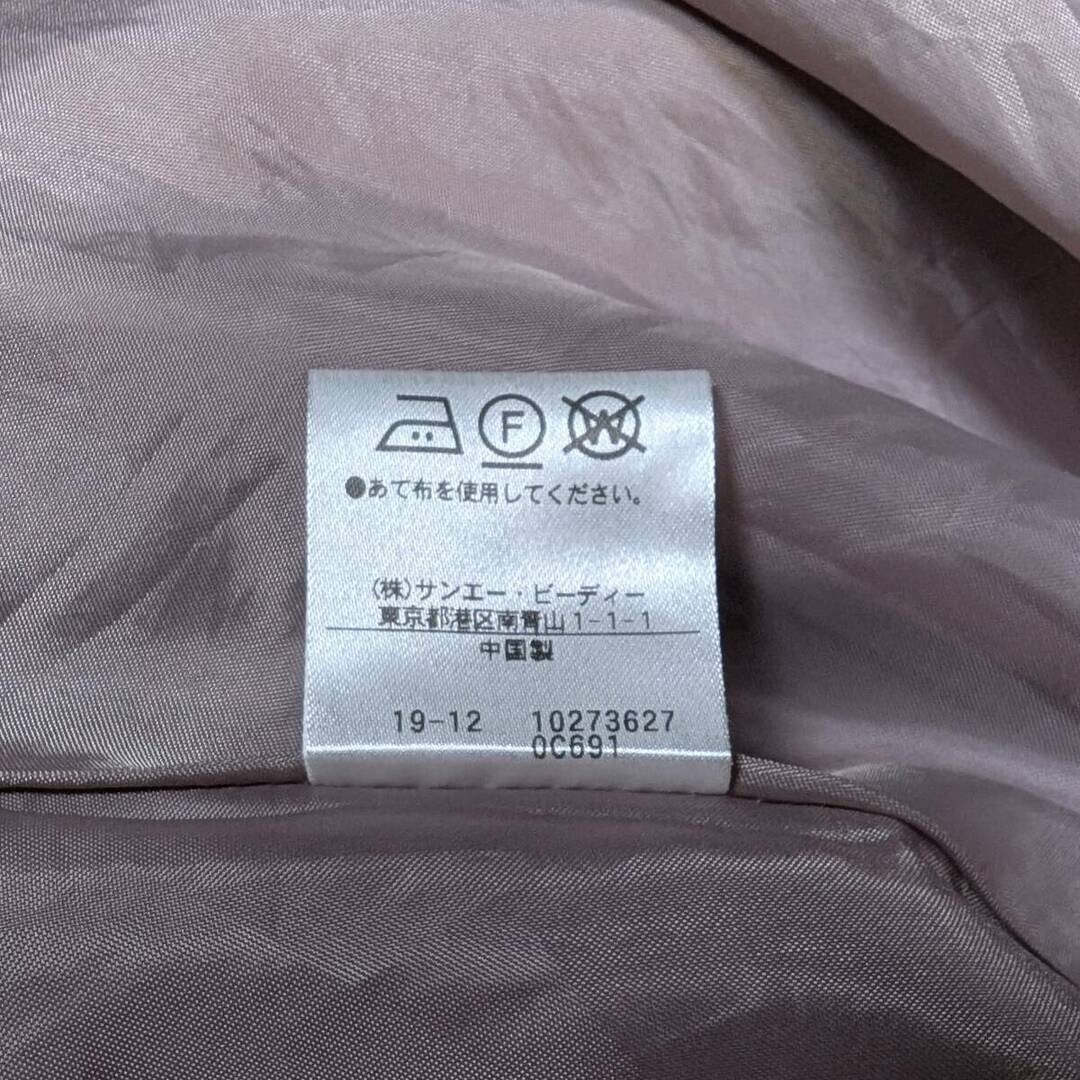 F W
●あて布を使用してください。
(株)サンエー・ビーディー
東京都港区南青山1-1-1
中国製
19-12 10273627
0C691